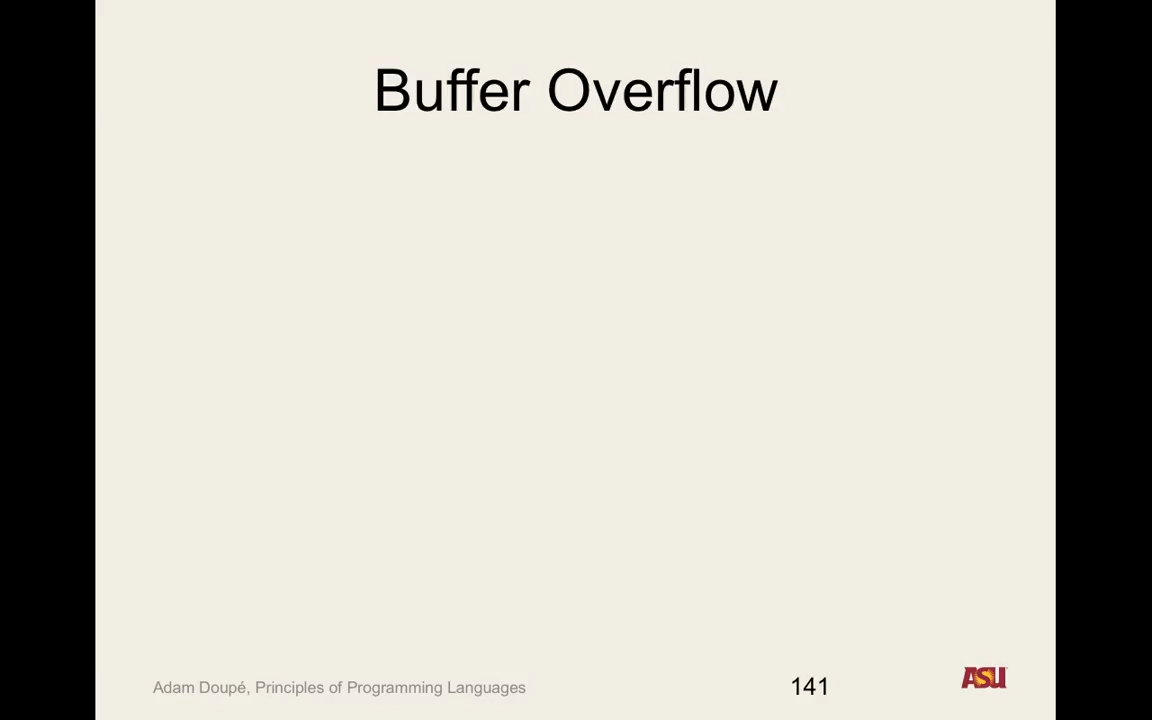 Buffer Overflow
Adam Doupé, Principles of Programming Languages
141
ASU